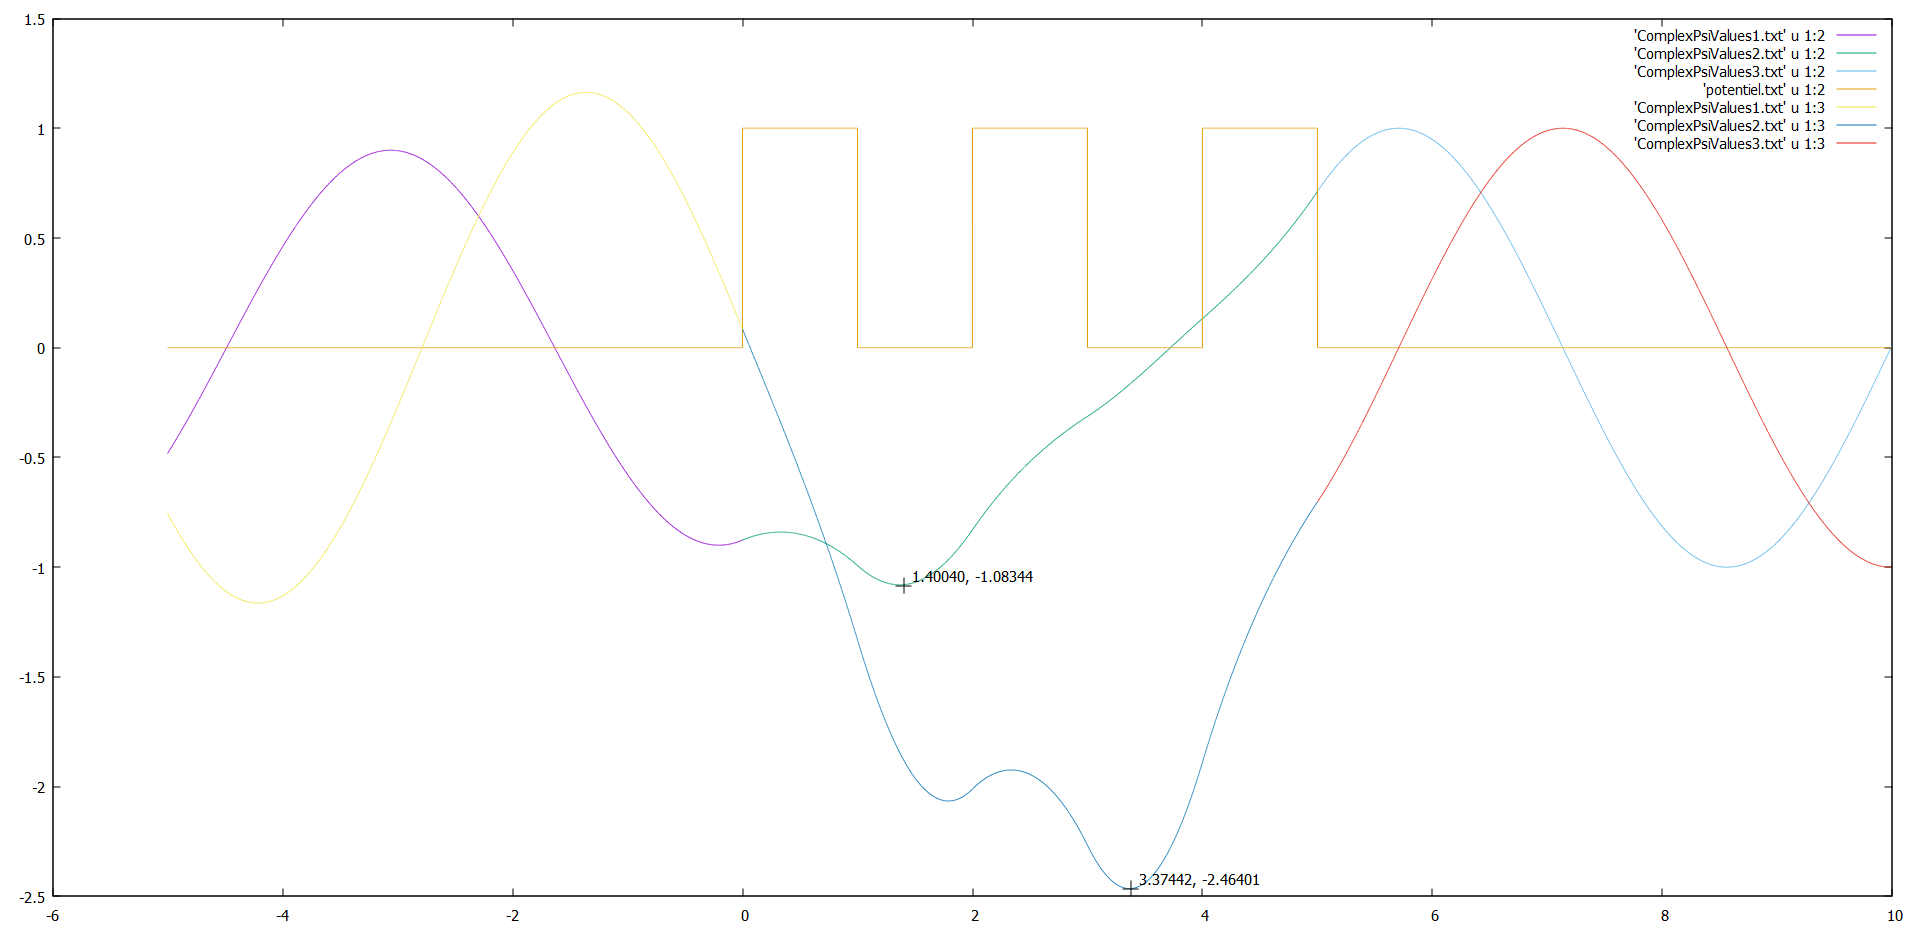 1.5
1
0.5
0
-0.5
-1
-1.5
-2
-2.5
'ComplexPsiValues1.txt' u 1:2
'ComplexPsiValues2.txt' u 1:2
'ComplexPsiValues3.txt' u 1:2
'potentiel.txt' u 1:2
'ComplexPsiValues1.txt' u 1:3
'ComplexPsiValues2.txt' u 1:3
'ComplexPsiValues3.txt' u 1:3
1.40040, -1.08344
3.37442, -2.46401
-6 -4 -2 0 2 4 6 8 10